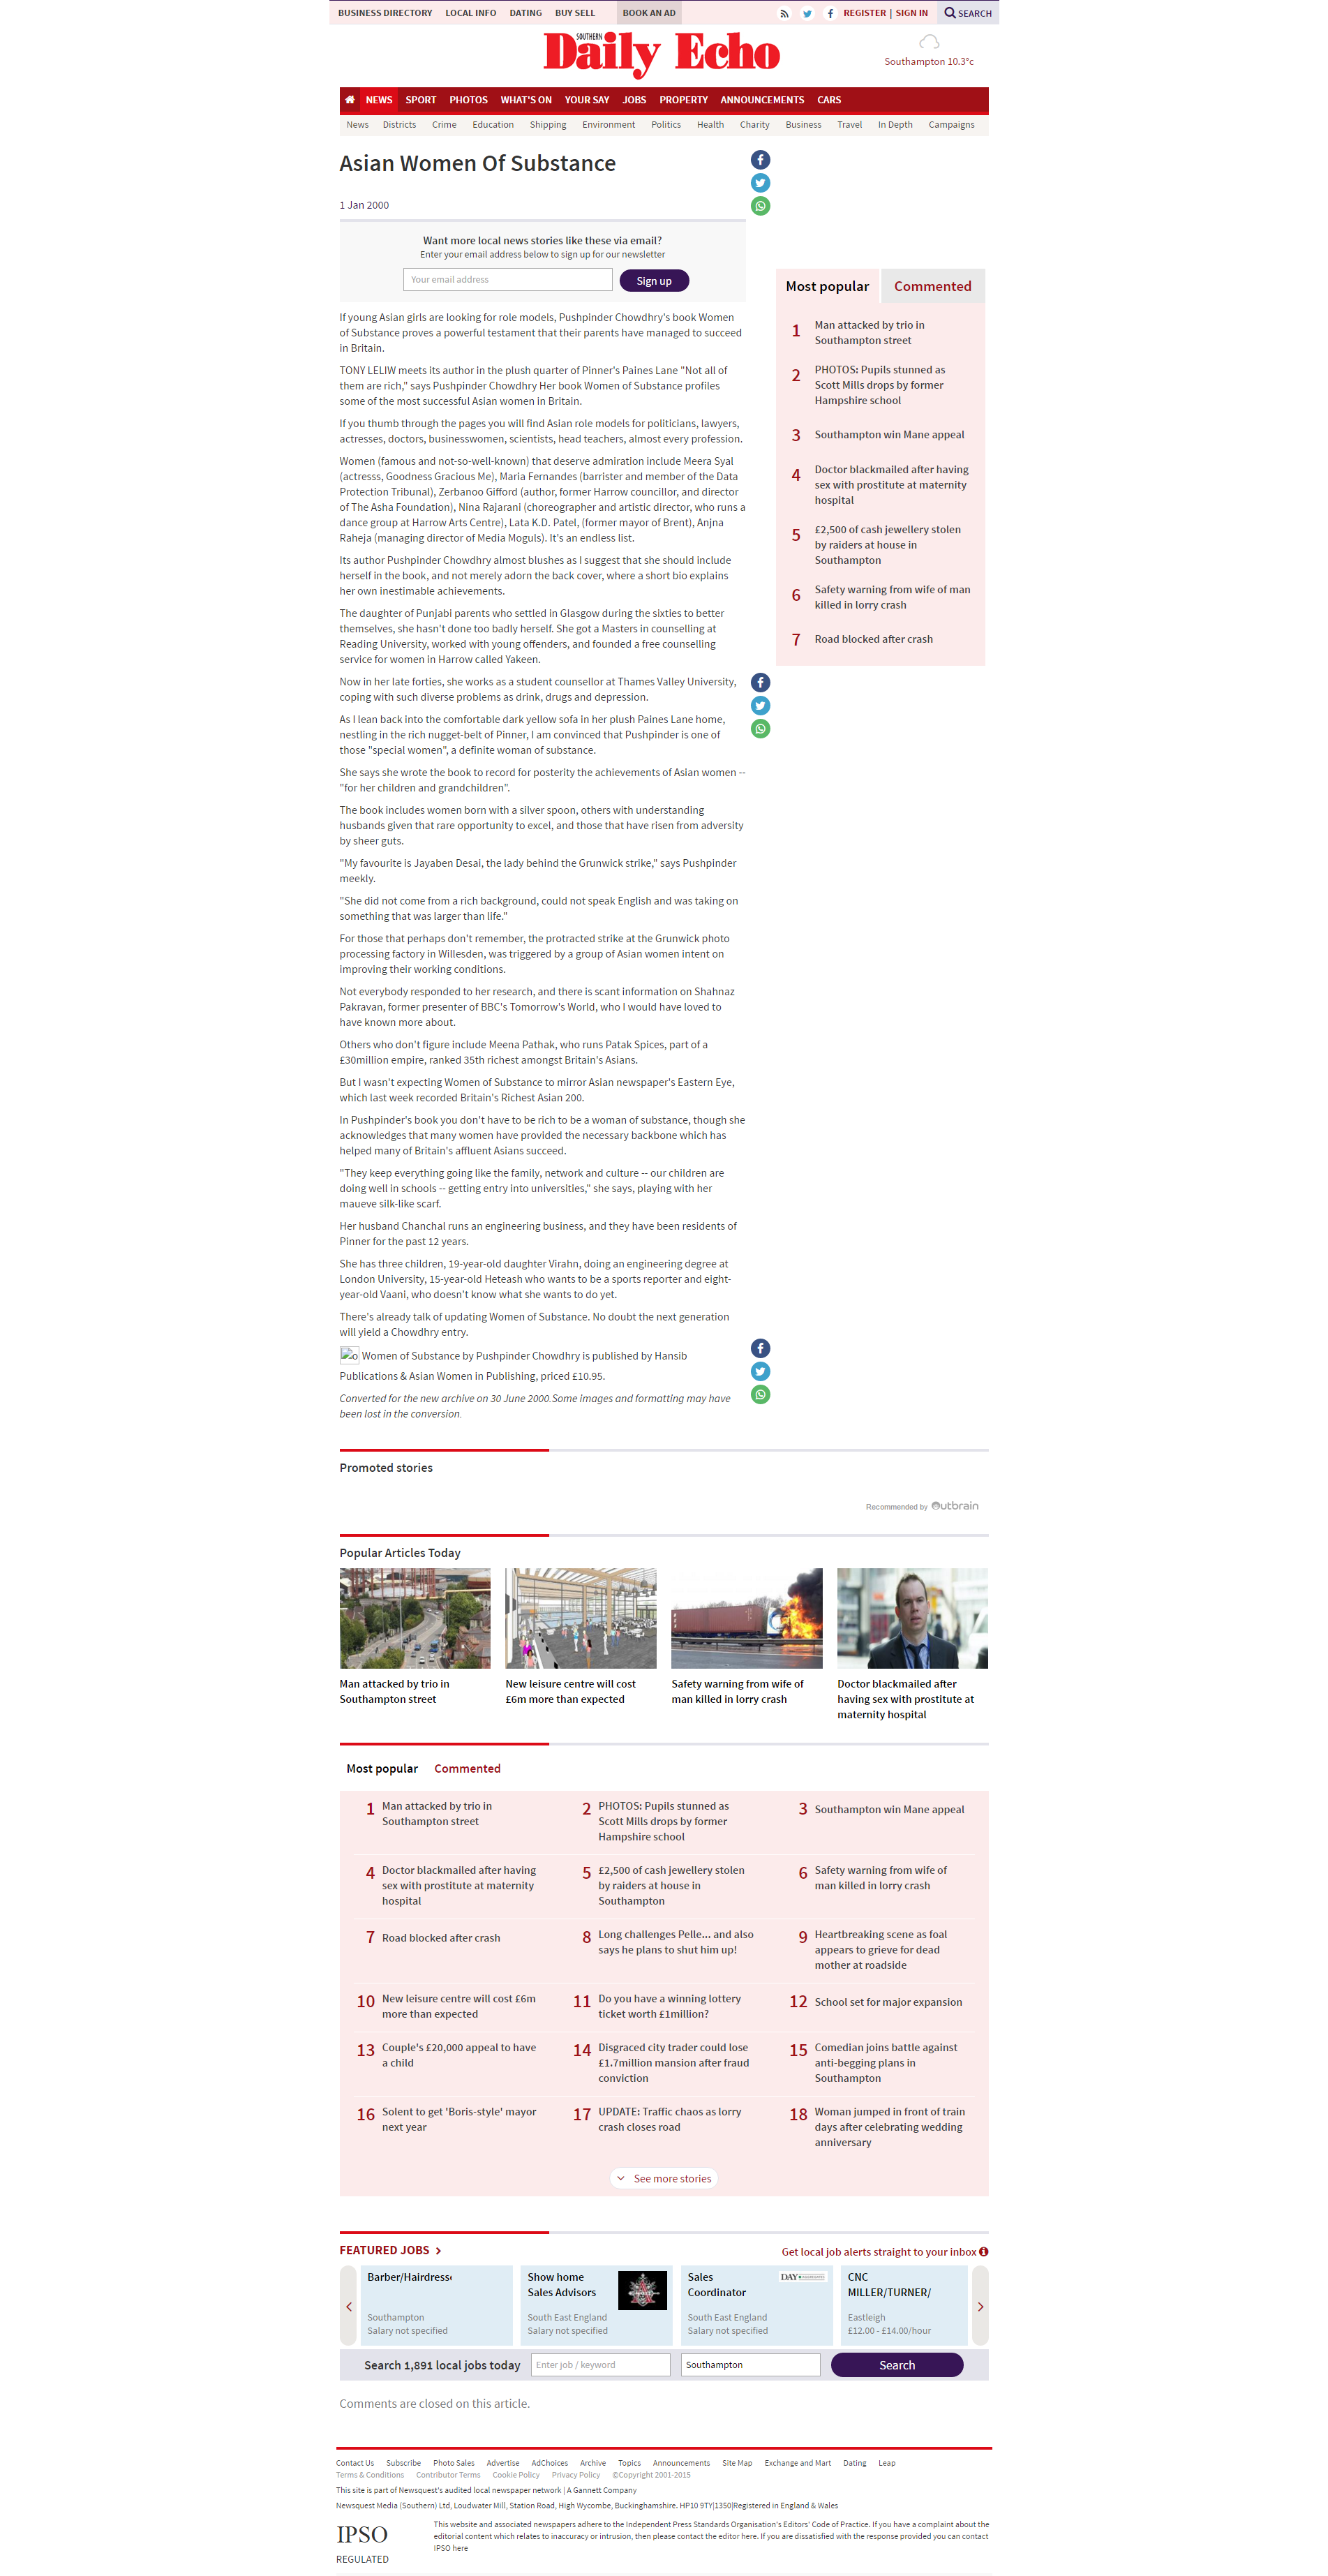 BUSINESS DIRECTORY LOCAL INFO DATING BUY SELL BOOK AN AD REGISTER | SIGN IN SEARCH
SOUTHERN
Daily Echo
Southampton 10.3°c
NEWS SPORT PHOTOS WHAT'S ON YOUR SAY JOBS PROPERTY ANNOUNCEMENTS CARS
News Districts Crime Education Shipping Environment Politics Health Charity Business Travel In Depth Campaigns
Asian Women Of Substance
1 Jan 2000
Want more local news stories like these via email?
Enter your email address below to sign up for our newsletter
Your email address Sign up
If young Asian girls are looking for role models, Pushpinder Chowdhry's book Women
of Substance proves a powerful testament that their parents have managed to succeed
in Britain.
TONY LELIW meets its author in the plush quarter of Pinner's Paines Lane "Not all of
them are rich," says Pushpinder Chowdhry Her book Women of Substance profiles
some of the most successful Asian women in Britain.
If you thumb through the pages you will find Asian role models for politicians, lawyers,
actresses, doctors, businesswomen, scientists, head teachers, almost every profession.
Women (famous and not-so-well-known) that deserve admiration include Meera Syal
(actresss, Goodness Gracious Me), Maria Fernandes (barrister and member of the Data
Protection Tribunal), Zerbanoo Gifford (author, former Harrow councillor, and director
of The Asha Foundation), Nina Rajarani (choreographer and artistic director, who runs a
dance group at Harrow Arts Centre), Lata K.D. Patel, (former mayor of Brent), Anjna
Raheja (managing director of Media Moguls). It's an endless list.
Its author Pushpinder Chowdhry almost blushes as I suggest that she should include
herself in the book, and not merely adorn the back cover, where a short bio explains
her own inestimable achievements.
The daughter of Punjabi parents who settled in Glasgow during the sixties to better
themselves, she hasn't done too badly herself. She got a Masters in counselling at
Reading University, worked with young offenders, and founded a free counselling
service for women in Harrow called Yakeen.
Now in her late forties, she works as a student counsellor at Thames Valley University,
coping with such diverse problems as drink, drugs and depression.
As I lean back into the comfortable dark yellow sofa in her plush Paines Lane home,
nestling in the rich nugget-belt of Pinner, I am convinced that Pushpinder is one of
those "special women", a definite woman of substance.
She says she wrote the book to record for posterity the achievements of Asian women --
"for her children and grandchildren".
The book includes women born with a silver spoon, others with understanding
husbands given that rare opportunity to excel, and those that have risen from adversity
by sheer guts.
"My favourite is Jayaben Desai, the lady behind the Grunwick strike," says Pushpinder
meekly.
"She did not come from a rich background, could not speak English and was taking on
something that was larger than life."
For those that perhaps don't remember, the protracted strike at the Grunwick photo
processing factory in Willesden, was triggered by a group of Asian women intent on
improving their working conditions.
Not everybody responded to her research, and there is scant information on Shahnaz
Pakravan, former presenter of BBC's Tomorrow's World, who I would have loved to
have known more about.
Others who don't figure include Meena Pathak, who runs Patak Spices, part of a
£30million empire, ranked 35th richest amongst Britain's Asians.
But I wasn't expecting Women of Substance to mirror Asian newspaper's Eastern Eye,
which last week recorded Britain's Richest Asian 200.
In Pushpinder's book you don't have to be rich to be a woman of substance, though she
acknowledges that many women have provided the necessary backbone which has
helped many of Britain's affluent Asians succeed.
"They keep everything going like the family, network and culture -- our children are
doing well in schools -- getting entry into universities," she says, playing with her
maueve silk-like scarf.
Her husband Chanchal runs an engineering business, and they have been residents of
Pinner for the past 12 years.
She has three children, 19-year-old daughter Virahn, doing an engineering degree at
London University, 15-year-old Heteash who wants to be a sports reporter and eight-
year-old Vaani, who doesn't know what she wants to do yet.
There's already talk of updating Women of Substance. No doubt the next generation
will yield a Chowdhry entry.
Women of Substance by Pushpinder Chowdhry is published by Hansib
Publications & Asian Women in Publishing, priced £10.95.
Converted for the new archive on 30 June 2000.Some images and formatting may have
been lost in the conversion.
Most popular Commented
1 Man attacked by trio in
Southampton street
2 PHOTOS: Pupils stunned as
Scott Mills drops by former
Hampshire school
3 Southampton win Mane appeal
4 Doctor blackmailed after having
sex with prostitute at maternity
hospital
5 £2,500 of cash jewellery stolen
by raiders at house in
Southampton
6 Safety warning from wife of man
killed in lorry crash
7 Road blocked after crash
Promoted stories
Recommended by Outbrain
Popular Articles Today
Man attacked by trio in
Southampton street
New leisure centre will cost
£6m more than expected
Safety warning from wife of
man killed in lorry crash
Doctor blackmailed after
having sex with prostitute at
maternity hospital
Most popular Commented
1 Man attacked by trio in
Southampton street
2 PHOTOS: Pupils stunned as
Scott Mills drops by former
Hampshire school
3 Southampton win Mane appeal
4 Doctor blackmailed after having
sex with prostitute at maternity
hospital
5 £2,500 of cash jewellery stolen
by raiders at house in
Southampton
6 Safety warning from wife of
man killed in lorry crash
7 Road blocked after crash
8 Long challenges Pelle... and also
says he plans to shut him up!
9 Heartbreaking scene as foal
appears to grieve for dead
mother at roadside
10 New leisure centre will cost £6m
more than expected
11 Do you have a winning lottery
ticket worth £1million?
12 School set for major expansion
13 Couple's £20,000 appeal to have
a child
14 Disgraced city trader could lose
£1.7million mansion after fraud
conviction
15 Comedian joins battle against
anti-begging plans in
Southampton
16 Solent to get 'Boris-style' mayor
next year
17 UPDATE: Traffic chaos as lorry
crash closes road
18 Woman jumped in front of train
days after celebrating wedding
anniversary
See more stories
FEATURED JOBS Get local job alerts straight to your inbox
Barber/Hairdresse
Southampton
Salary not specified
Show home
Sales Advisors
South East England
Salary not specified
Sales
Coordinator
DAY
South East England
Salary not specified
CNC
MILLER/TURNER/
Eastleigh
£12.00 - £14.00/hour
Search 1,891 local jobs today Enter job / keyword Southampton Search
Comments are closed on this article.
Contact Us Subscribe Photo Sales Advertise AdChoices Archive Topics Announcements Site Map Exchange and Mart Dating Leap
Terms & Conditions Contributor Terms Cookie Policy Privacy Policy ©Copyright 2001-2015
This site is part of Newsquest's audited local newspaper network | A Gannett Company
Newsquest Media (Southern) Ltd, Loudwater Mill, Station Road, High Wycombe, Buckinghamshire. HP10 9TY|1350|Registered in England & Wales
IPSO
REGULATED
This website and associated newspapers adhere to the Independent Press Standards Organisation's Editors' Code of Practice. If you have a complaint about the
editorial content which relates to inaccuracy or intrusion, then please contact the editor here. If you are dissatisfied with the response provided you can contact
IPSO here